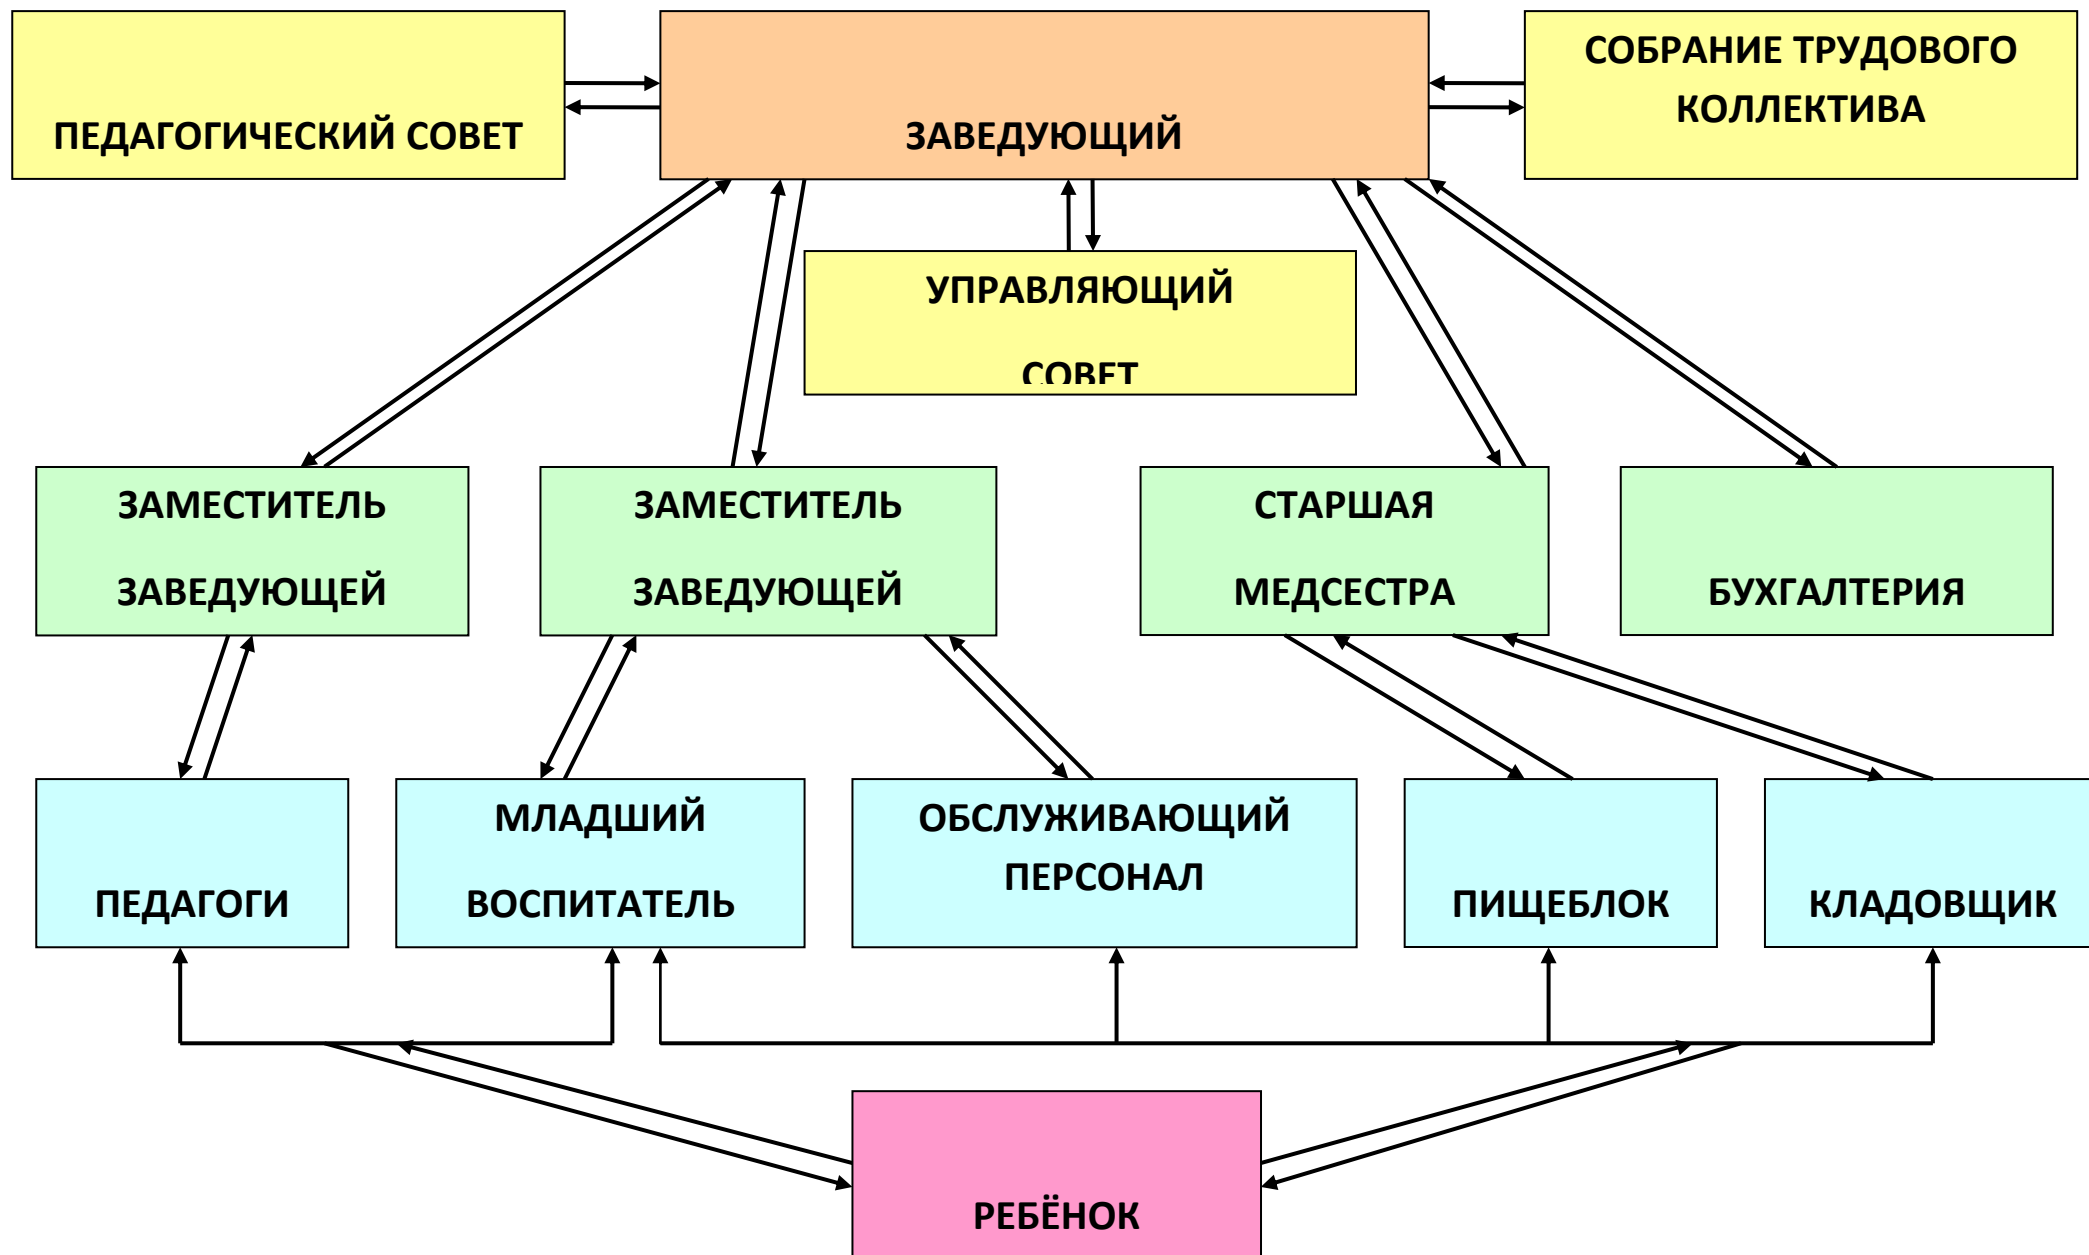 ПЕДАГОГИЧЕСКИЙ СОВЕТ
ЗАВЕДУЮЩИЙ
СОБРАНИЕ ТРУДОВОГО
КОЛЛЕКТИВА
УПРАВЛЯЮЩИЙ
СОВЕТ
ЗАМЕСТИТЕЛЬ
ЗАВЕДУЮЩЕЙ
ЗАМЕСТИТЕЛЬ
ЗАВЕДУЮЩЕЙ
СТАРШАЯ
МЕДСЕСТРА
БУХГАЛТЕРИЯ
ПЕДАГОГИ
МЛАДШИЙ
ВОСПИТАТЕЛЬ
ОБСЛУЖИВАЮЩИЙ
ПЕРСОНАЛ
ПИЩЕБЛОК
КЛАДОВЩИК
РЕБЁНОК